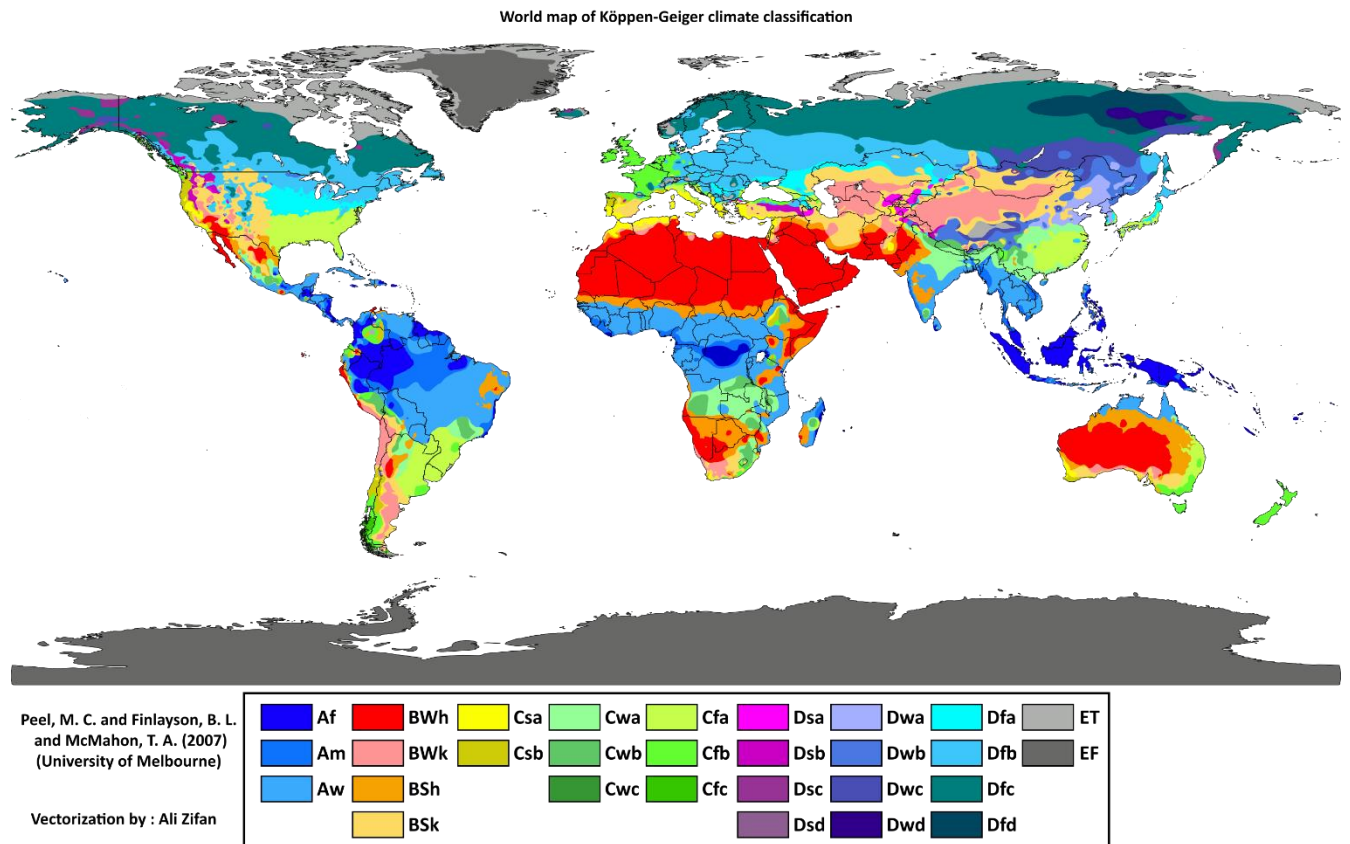 World map of Köppen-Geiger climate classification
Peel, M. C. and Finlayson, B. L.
and McMahon, T. A. (2007)
(University of Melbourne)
Vectorization by : Ali Zifan
Af BWh Csa Cwa Cfa Dsa Dwa Dfa ET
Am BWk Csb Cwb Cfb Dsb Dwb Dfb EF
Aw BSh Cwc Cfc Dsc Dwc Dfc
BSk Dsd Dwd Dfd